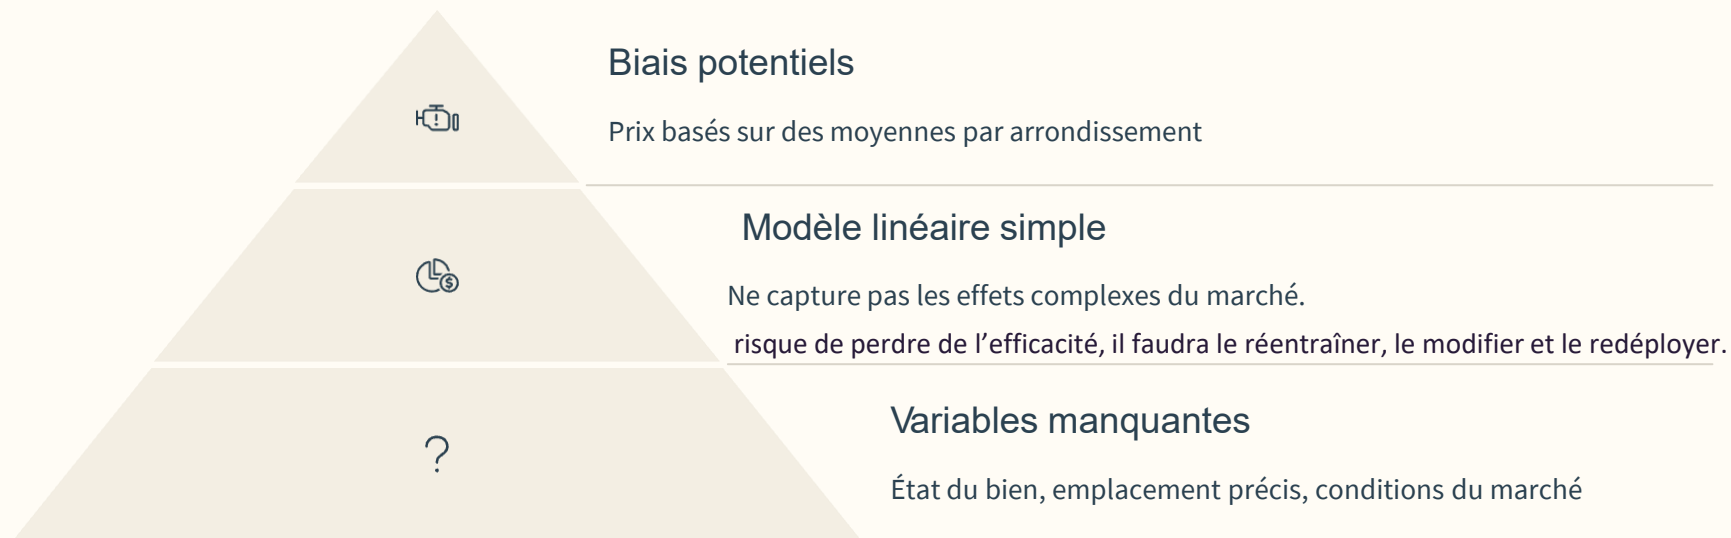 Biais potentiels
Prix basés sur des moyennes par arrondissement
Modèle linéaire simple
Ne capture pas les effets complexes du marché.
risque de perdre de l’efficacité, il faudra le réentraîner, le modifier et le redéployer.
Variables manquantes
?
État du bien, emplacement précis, conditions du marché